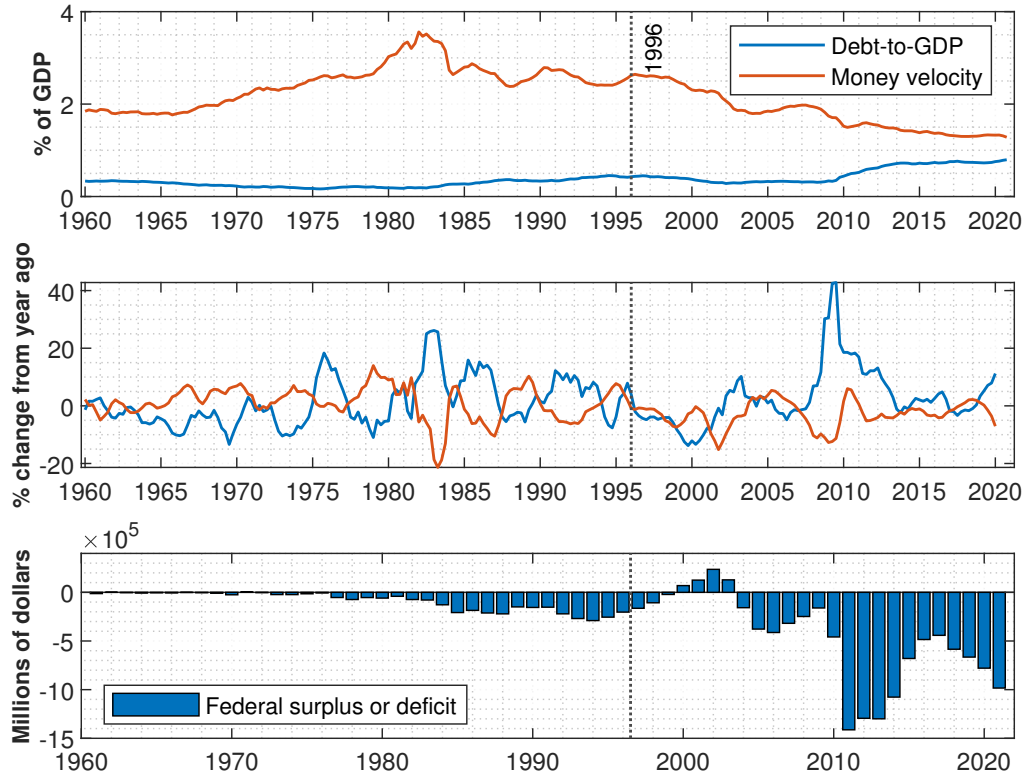 % of GDP
4
2
0
1996
Debt-to-GDP
Money velocity
1960 1965 1970 1975 1980 1985 1990 1995 2000 2005 2010 2015 2020
% change from year ago
40
20
0
-20
1960 1965 1970 1975 1980 1985 1990 1995 2000 2005 2010 2015 2020
Millions of dollars
×10^5
0
-5
-10
-15
Federal surplus or deficit
1960 1970 1980 1990 2000 2010 2020